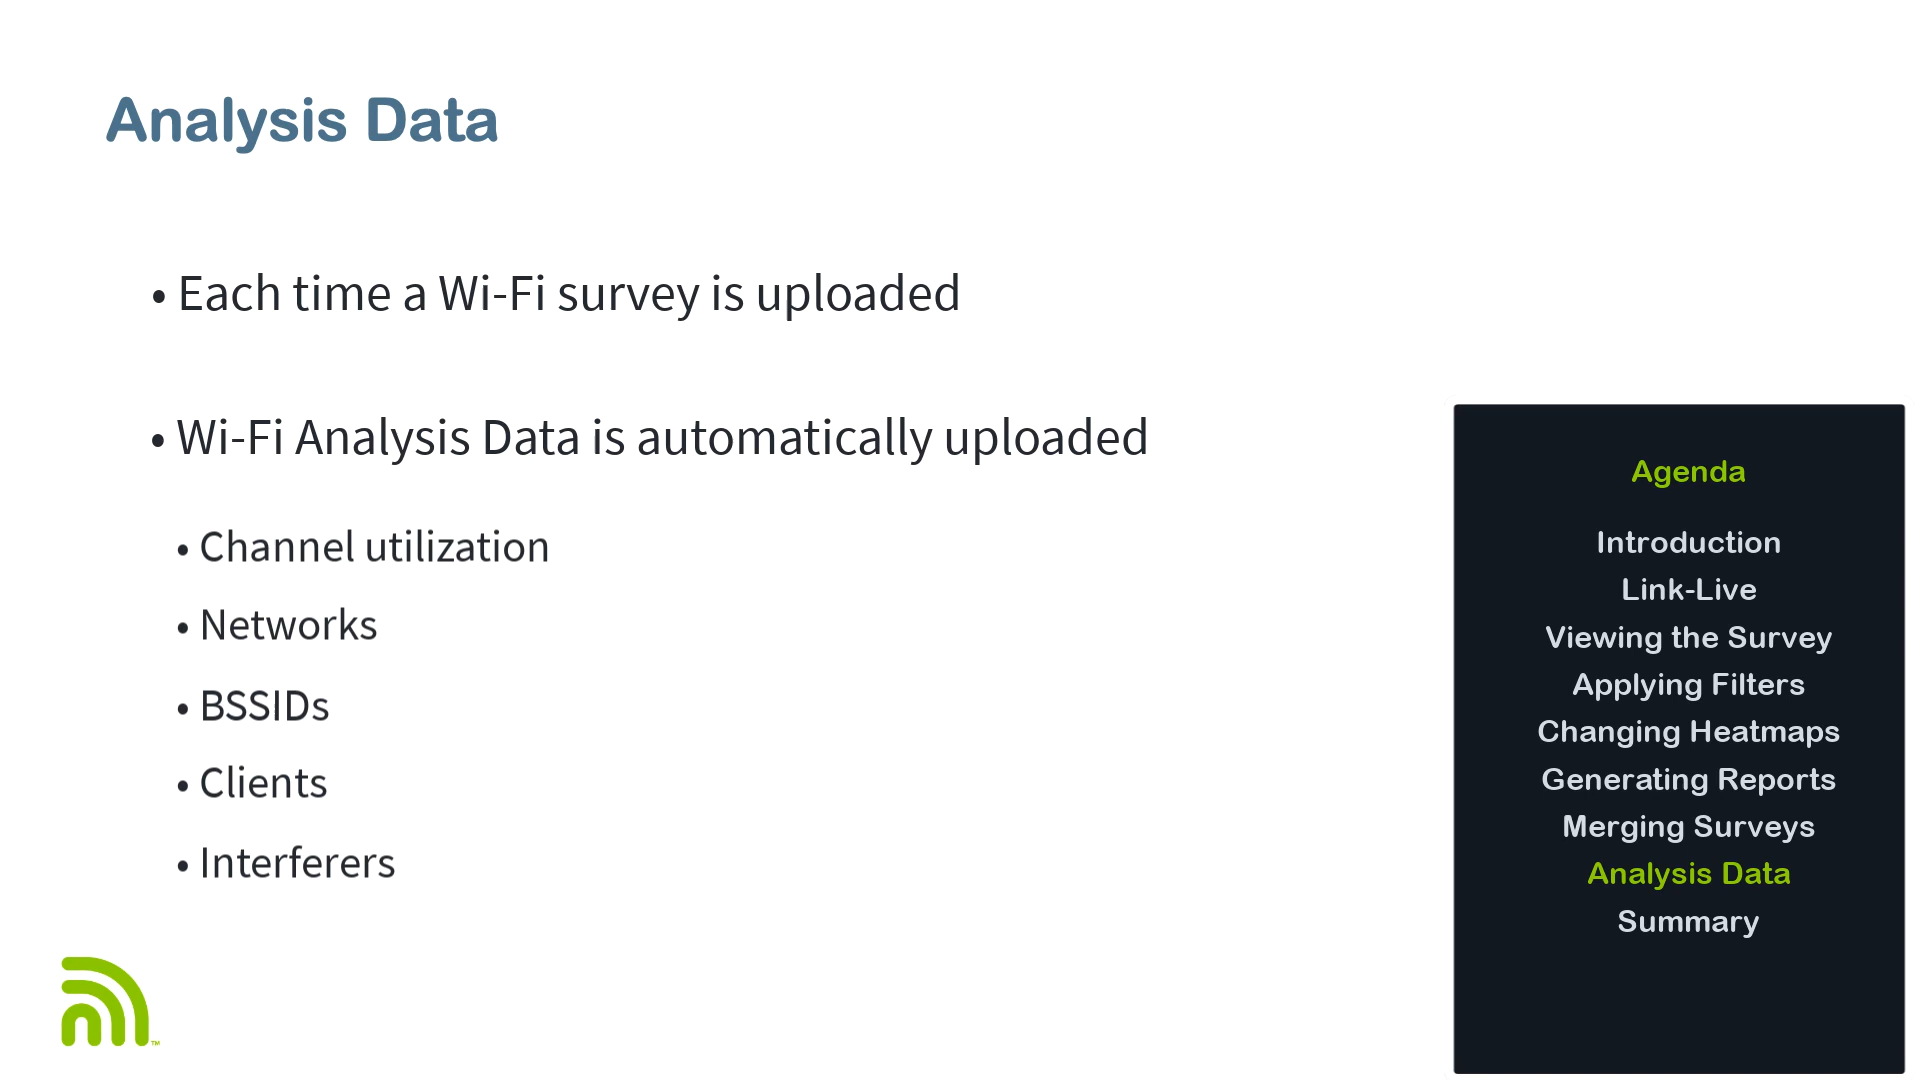 Analysis Data
• Each time a Wi-Fi survey is uploaded
• Wi-Fi Analysis Data is automatically uploaded
• Channel utilization
• Networks
• BSSIDs
• Clients
• Interferers
Agenda
Introduction
Link-Live
Viewing the Survey
Applying Filters
Changing Heatmaps
Generating Reports
Merging Surveys
Analysis Data
Summary
™